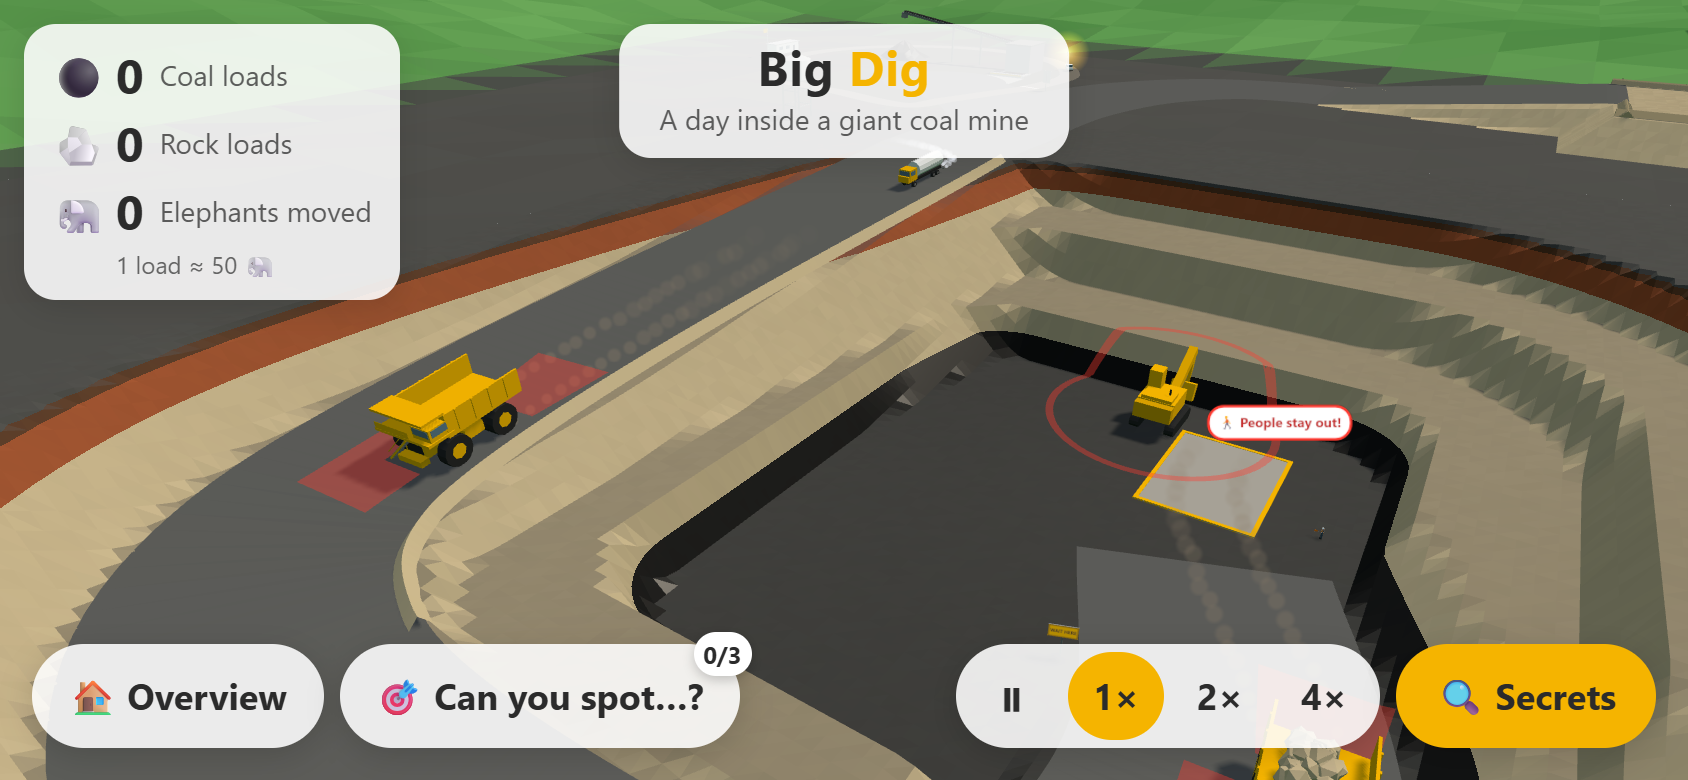 0 Coal loads
0 Rock loads
0 Elephants moved
1 load ≈ 50
Big Dig
A day inside a giant coal mine
People stay out!
Overview
Can you spot...?
0/3
1×
2×
4×
Secrets